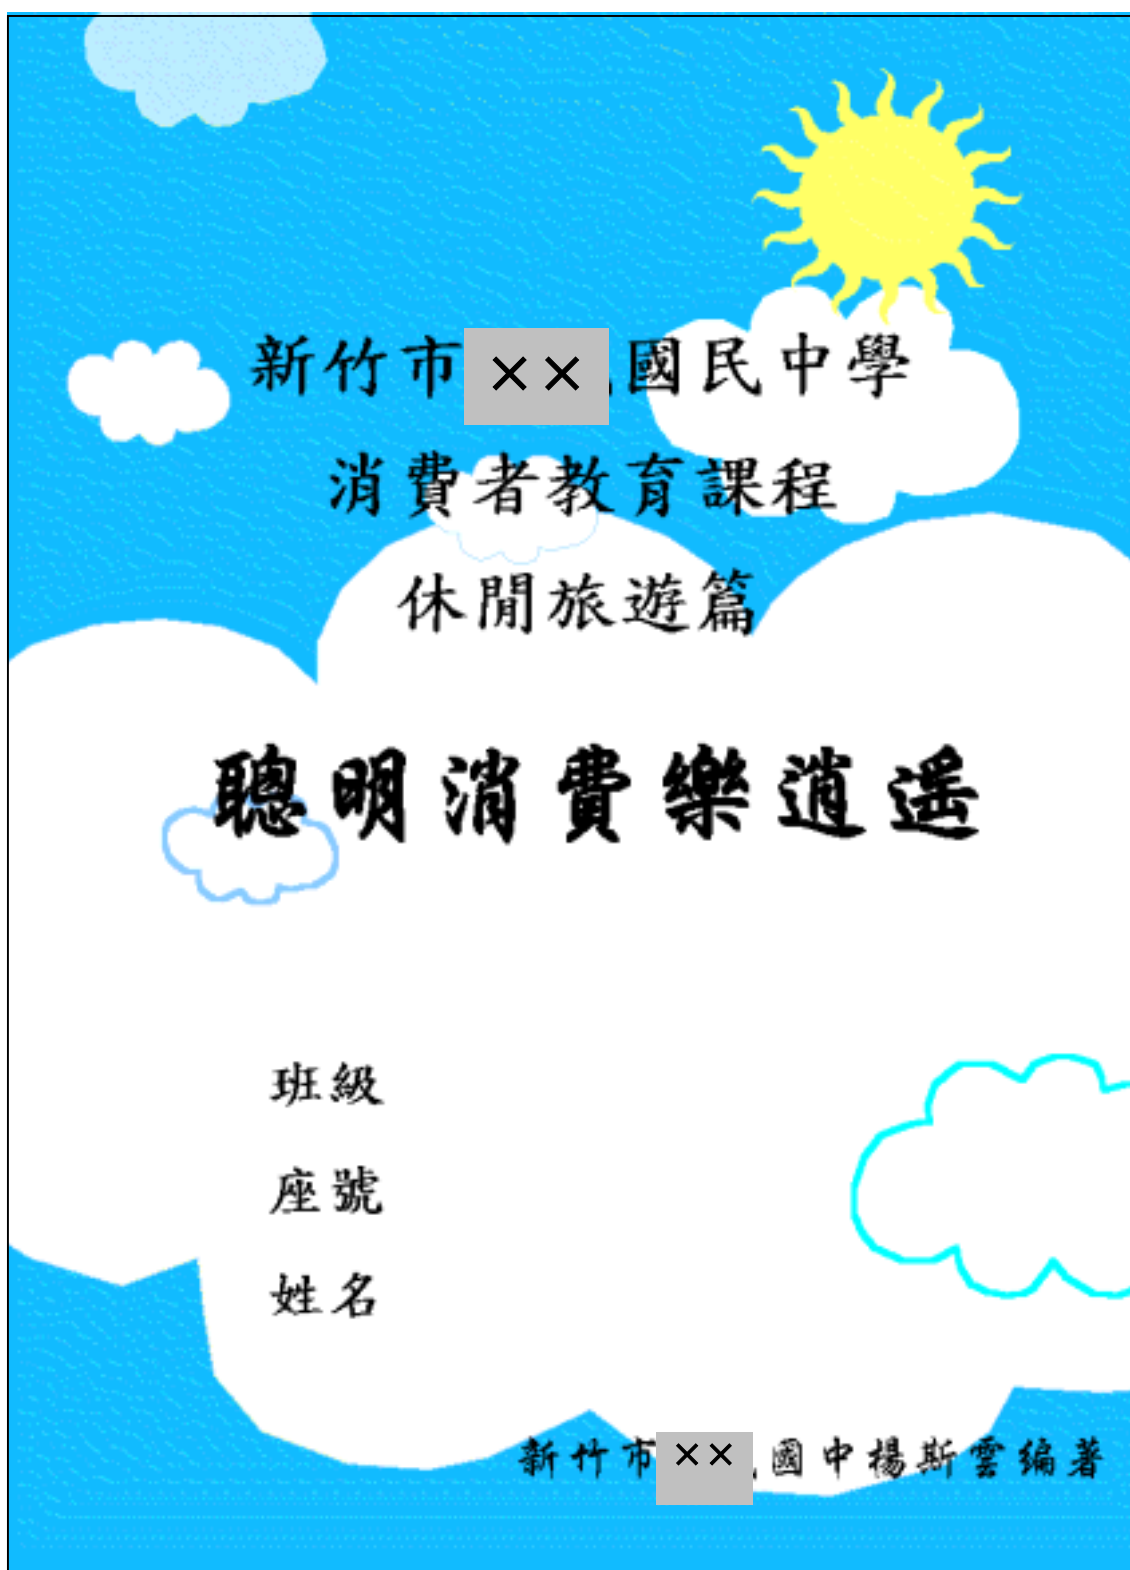 新竹市××國民中學
消費者教育課程
休閒旅遊篇
聰明消費樂逍遙
班級
座號
姓名
新竹市××國中楊斯雲編著